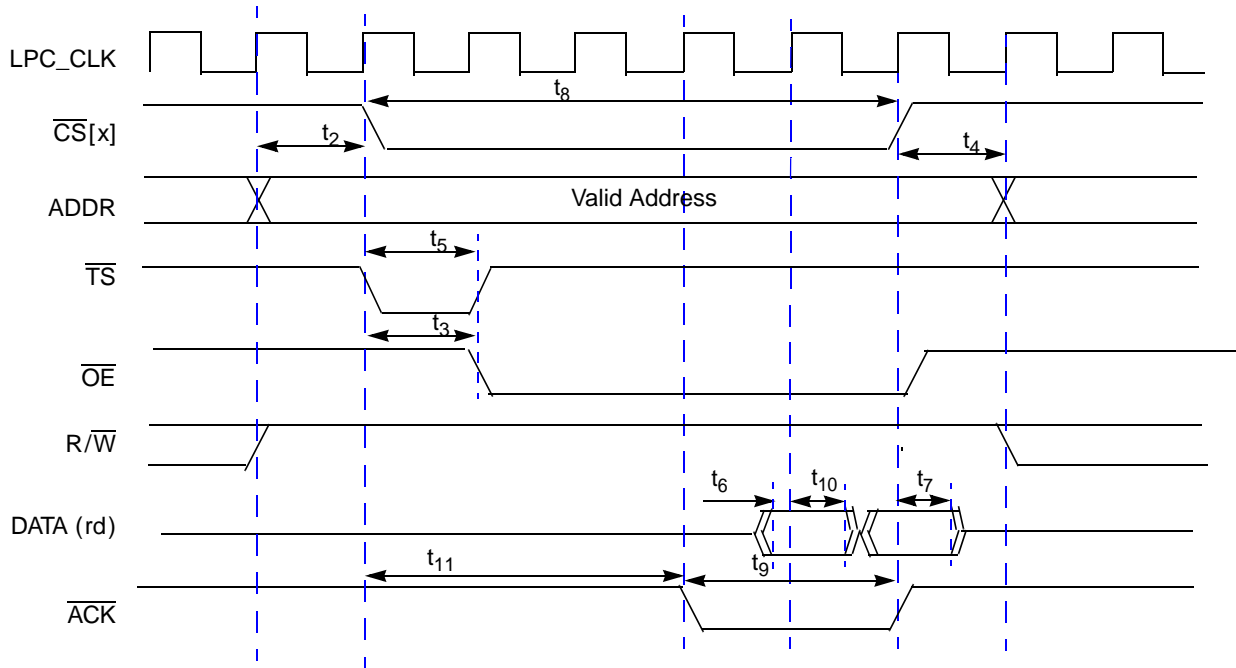 LPC_CLK
t8
CS[x]
t2
t4
ADDR
Valid Address
t5
TS
t3
OE
R/W
t6
t10
t7
DATA (rd)
t11
t9
ACK